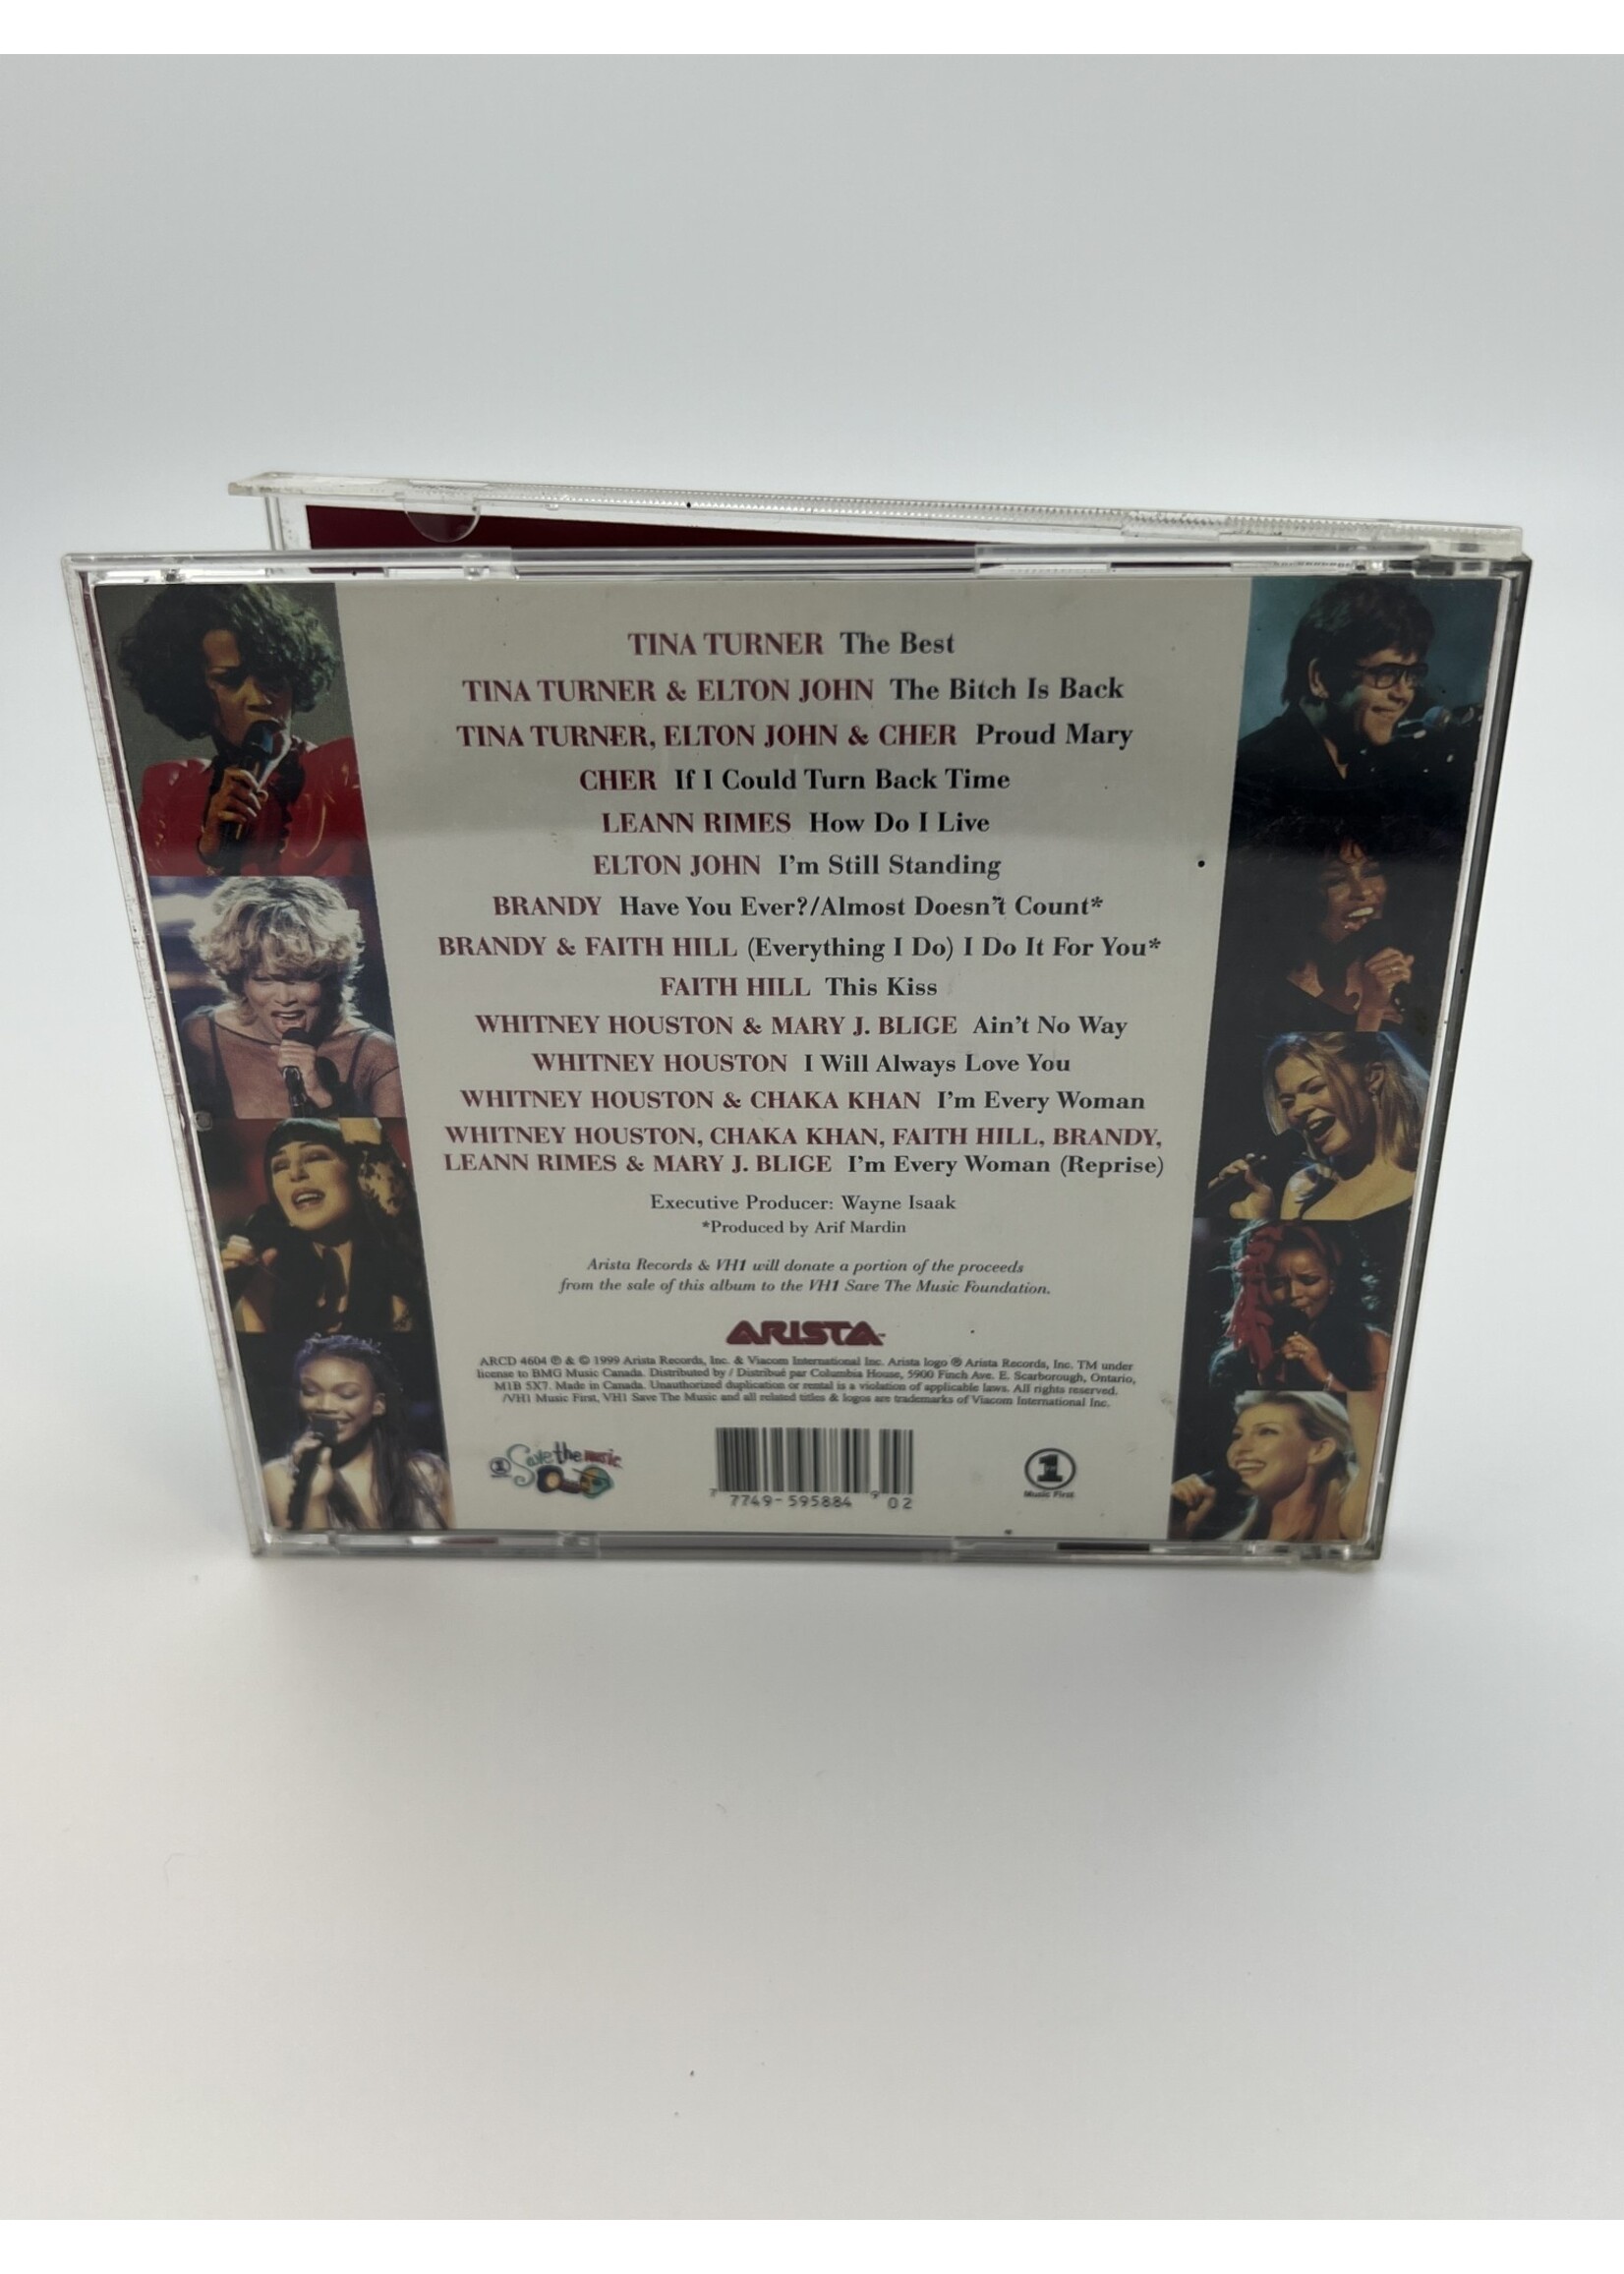 TINA TURNER The Best
TINA TURNER & ELTON JOHN The Bitch Is Back
TINA TURNER, ELTON JOHN & CHER Proud Mary
CHER If I Could Turn Back Time
LEANN RIMES How Do I Live
ELTON JOHN I'm Still Standing
BRANDY Have You Ever?/Almost Doesn't Count*
BRANDY & FAITH HILL (Everything I Do) I Do It For You*
FAITH HILL This Kiss
WHITNEY HOUSTON & MARY J. BLIGE Ain't No Way
WHITNEY HOUSTON I Will Always Love You
WHITNEY HOUSTON & CHAKA KHAN I'm Every Woman
WHITNEY HOUSTON, CHAKA KHAN, FAITH HILL, BRANDY,
LEANN RIMES & MARY J. BLIGE I'm Every Woman (Reprise)
Executive Producer: Wayne Isaak
*Produced by Arif Mardin
Arista Records & VH1 will donate a portion of the proceeds
from the sale of this album to the VH1 Save The Music Foundation.
ARISTA
ARCD 4604 ℗ & © 1999 Arista Records, Inc. & Viacom International Inc. Arista logo ® Arista Records, Inc. TM under
license to BMG Music Canada. Distributed by / Distribué par Columbia House, 5900 Finch Ave. E. Scarborough, Ontario,
M1B 5X7. Made in Canada. Unauthorized duplication or rental is a violation of applicable laws. All rights reserved.
/VH1 Music First, VH1 Save The Music and all related titles & logos are trademarks of Viacom International Inc.
Save the music
7 7749-595884 9 02
1
Music First